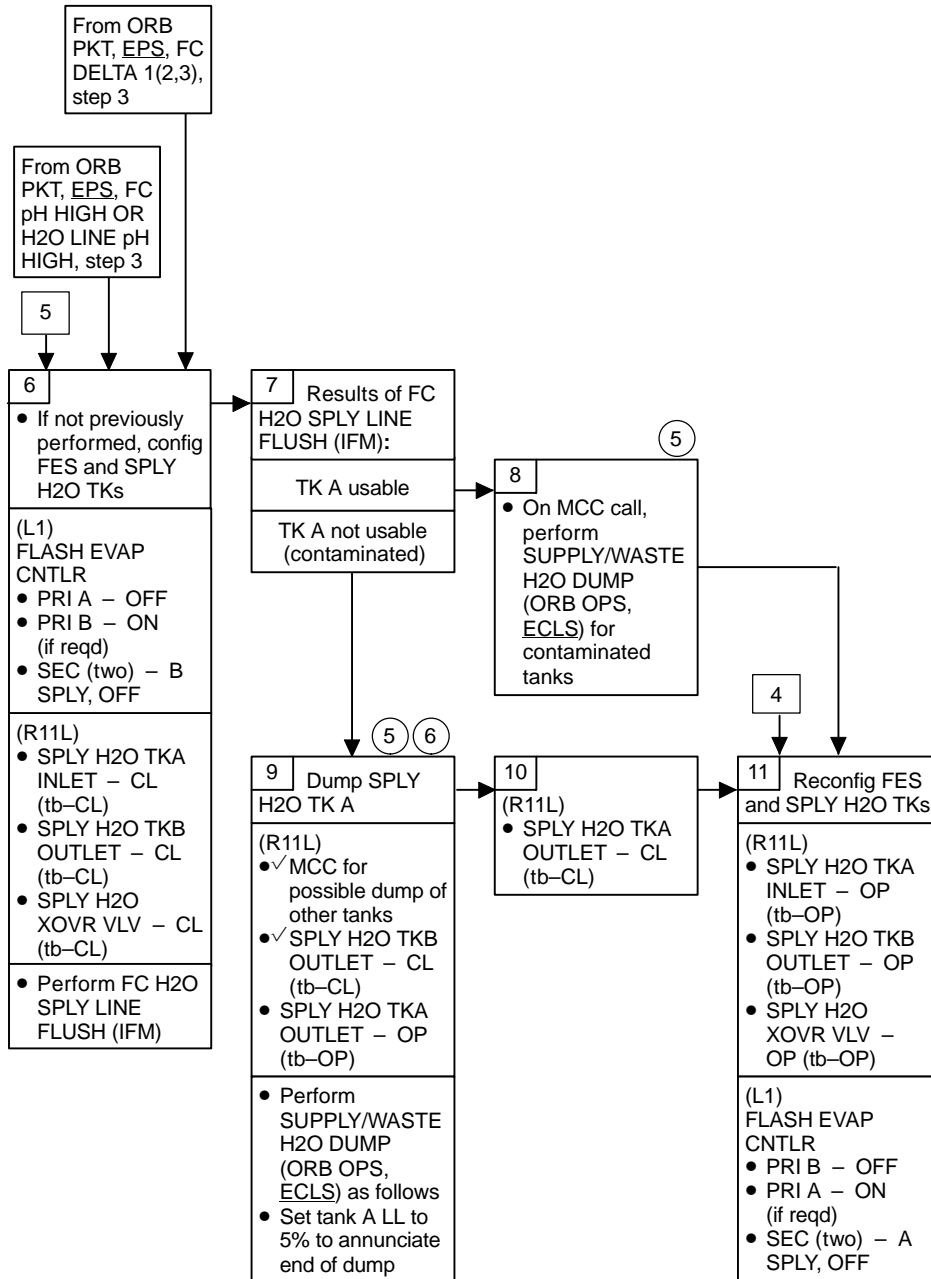 From ORB
PKT, EPS, FC
DELTA 1(2,3),
step 3
From ORB
PKT, EPS, FC
pH HIGH OR
H2O LINE pH
HIGH, step 3
5
6
• If not previously
performed, config
FES and SPLY
H2O TKs
(L1)
FLASH EVAP
CNTLR
• PRI A – OFF
• PRI B – ON
(if reqd)
• SEC (two) – B
SPLY, OFF
(R11L)
• SPLY H2O TKA
INLET – CL
(tb–CL)
• SPLY H2O TKB
OUTLET – CL
(tb–CL)
• SPLY H2O
XOVR VLV – CL
(tb–CL)
• Perform FC H2O
SPLY LINE
FLUSH (IFM)
7 Results of FC
H2O SPLY LINE
FLUSH (IFM):
TK A usable
TK A not usable
(contaminated)
5
8
• On MCC call,
perform
SUPPLY/WASTE
H2O DUMP
(ORB OPS,
ECLS) for
contaminated
tanks
5 6
9 Dump SPLY
H2O TK A
(R11L)
•√ MCC for
possible dump of
other tanks
•√ SPLY H2O TKB
OUTLET – CL
(tb–CL)
• SPLY H2O TKA
OUTLET – OP
(tb–OP)
• Perform
SUPPLY/WASTE
H2O DUMP
(ORB OPS,
ECLS) as follows
• Set tank A LL to
5% to annunciate
end of dump
10
(R11L)
• SPLY H2O TKA
OUTLET – CL
(tb–CL)
4
11 Reconfig FES
and SPLY H2O TKs
(R11L)
• SPLY H2O TKA
INLET – OP
(tb–OP)
• SPLY H2O TKB
OUTLET – OP
(tb–OP)
• SPLY H2O
XOVR VLV –
OP (tb–OP)
(L1)
FLASH EVAP
CNTLR
• PRI B – OFF
• PRI A – ON
(if reqd)
• SEC (two) – A
SPLY, OFF